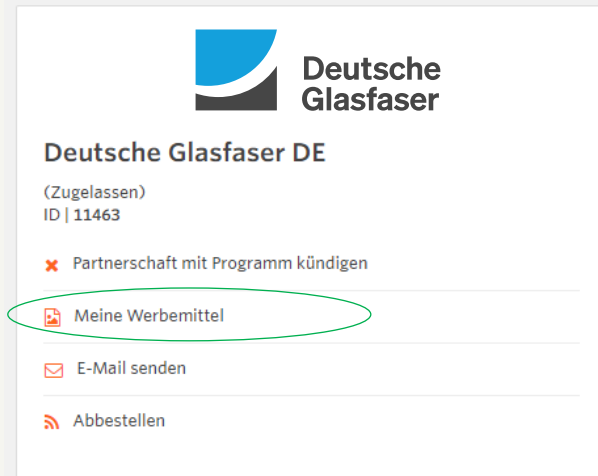 Deutsche
Glasfaser
Deutsche Glasfaser DE
(Zugelassen)
ID | 11463
Partnerschaft mit Programm kündigen
Meine Werbemittel
E-Mail senden
Abbestellen